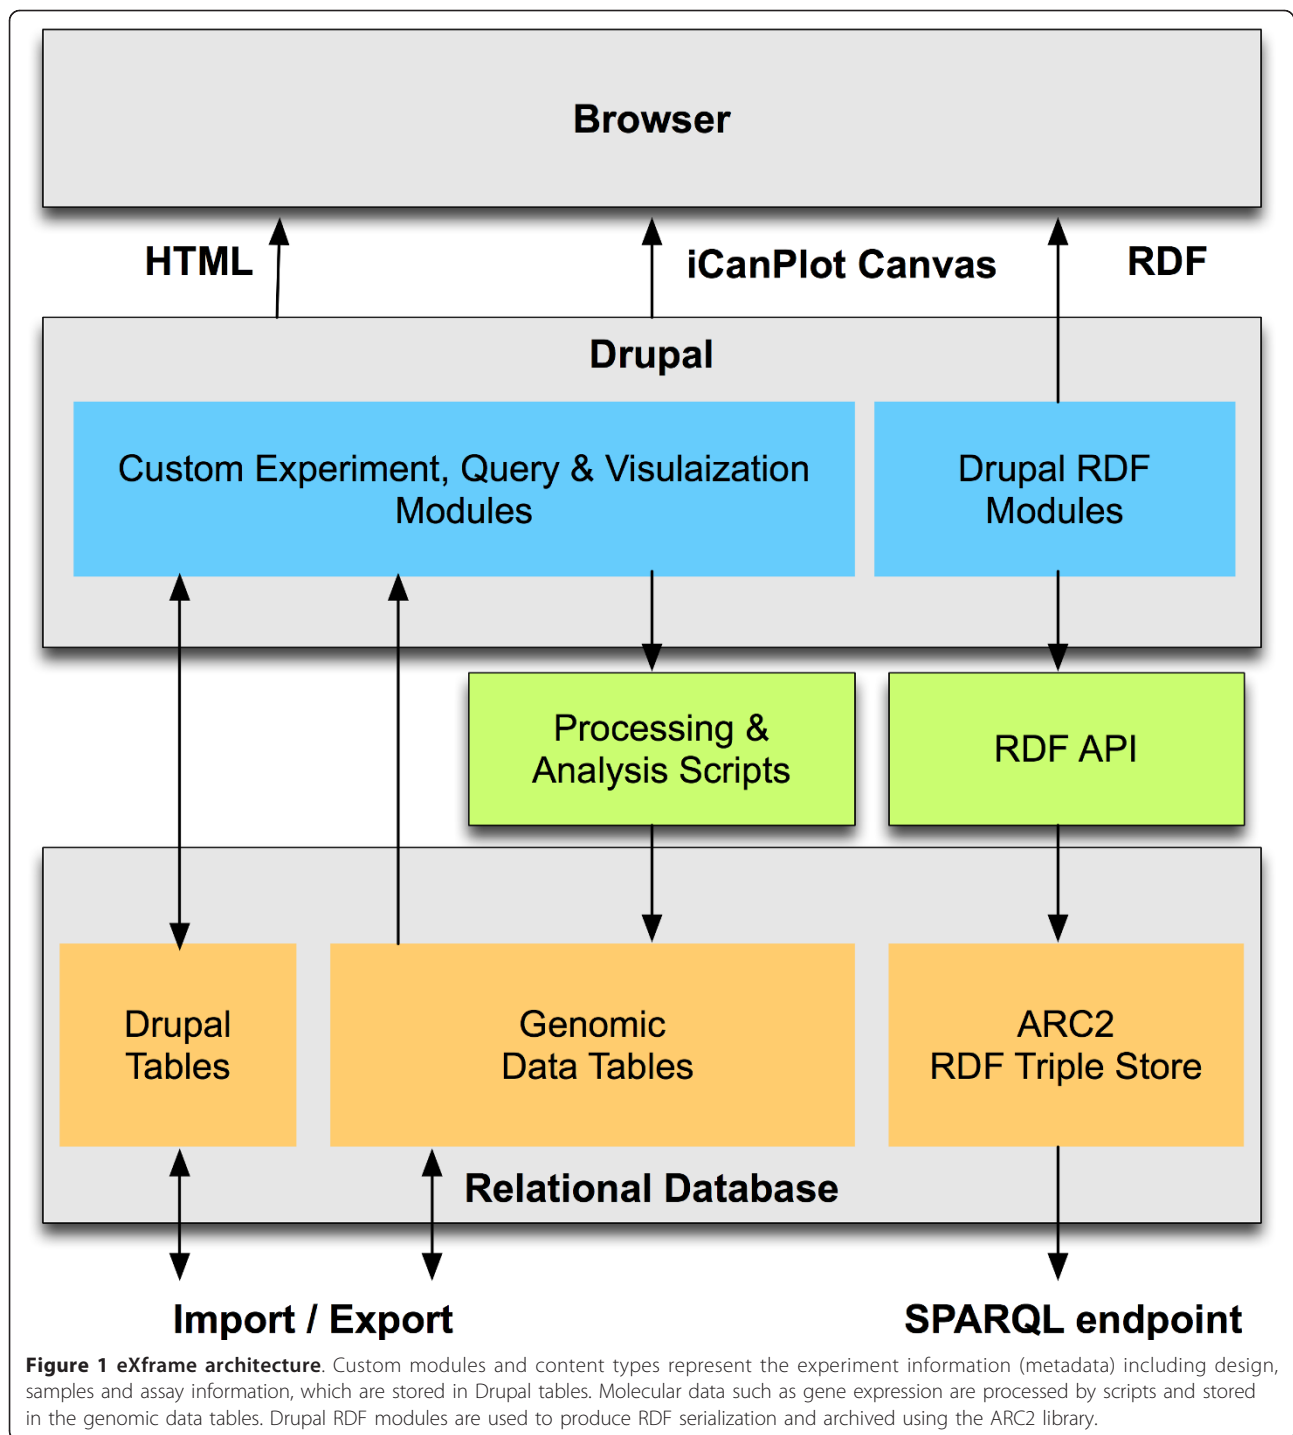 Browser
HTML
iCanPlot Canvas
RDF
Drupal
Custom Experiment, Query & Visulaization
Modules
Drupal RDF
Modules
Processing &
Analysis Scripts
RDF API
Drupal
Tables
Genomic
Data Tables
ARC2
RDF Triple Store
Relational Database
Import / Export
SPARQL endpoint
Figure 1 eXframe architecture. Custom modules and content types represent the experiment information (metadata) including design,
samples and assay information, which are stored in Drupal tables. Molecular data such as gene expression are processed by scripts and stored
in the genomic data tables. Drupal RDF modules are used to produce RDF serialization and archived using the ARC2 library.